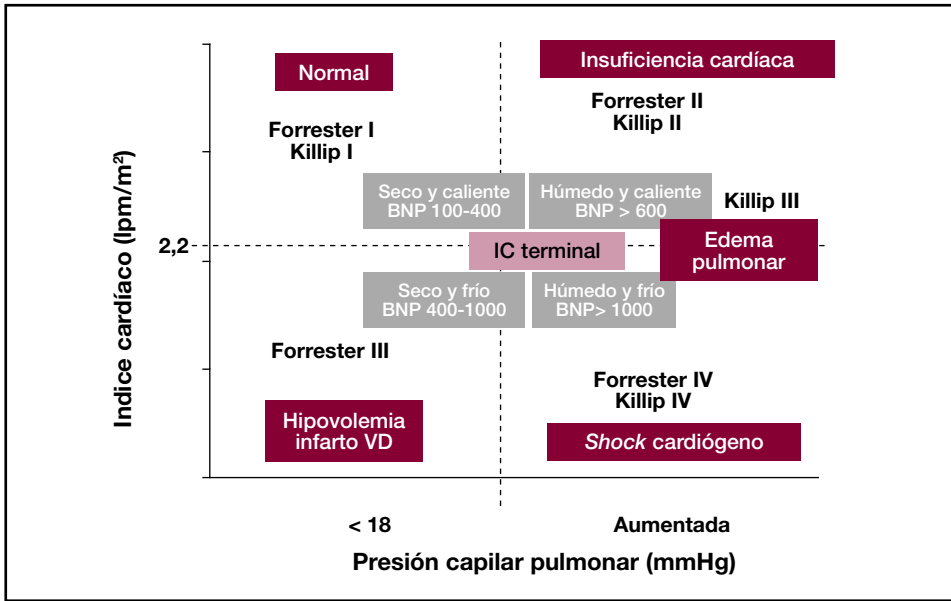 Normal
Insuficiencia cardíaca
Forrester I
Killip I
Forrester II
Killip II
Seco y caliente
BNP 100-400
Húmedo y caliente
BNP > 600
Killip III
2,2
IC terminal
Edema
pulmonar
Seco y frío
BNP 400-1000
Húmedo y frío
BNP> 1000
Forrester III
Forrester IV
Killip IV
Hipovolemia
infarto VD
Shock cardiógeno
Indice cardíaco (lpm/m²)
< 18
Aumentada
Presión capilar pulmonar (mmHg)